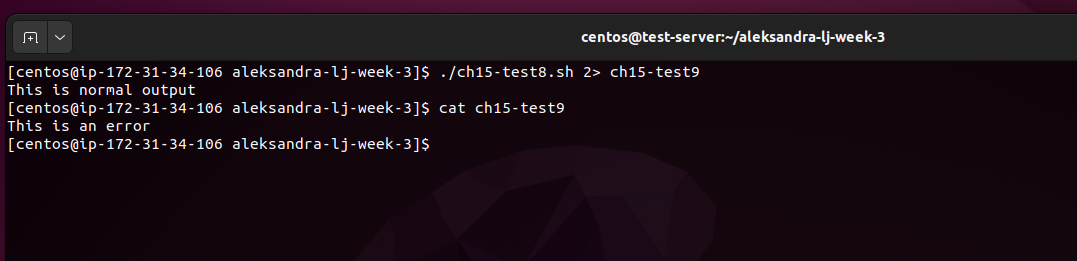 centos@test-server:~/aleksandra-lj-week-3
[centos@ip-172-31-34-106 aleksandra-lj-week-3]$ ./ch15-test8.sh 2> ch15-test9
This is normal output
[centos@ip-172-31-34-106 aleksandra-lj-week-3]$ cat ch15-test9
This is an error
[centos@ip-172-31-34-106 aleksandra-lj-week-3]$